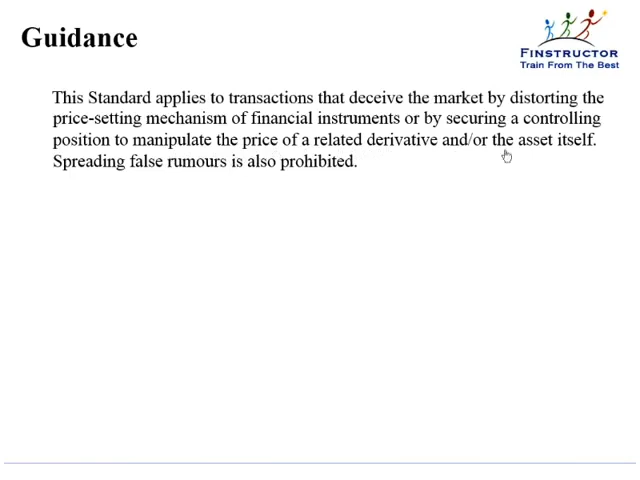 Guidance
FINSTRUCTOR
Train From The Best
This Standard applies to transactions that deceive the market by distorting the
price-setting mechanism of financial instruments or by securing a controlling
position to manipulate the price of a related derivative and/or the asset itself.
Spreading false rumours is also prohibited.